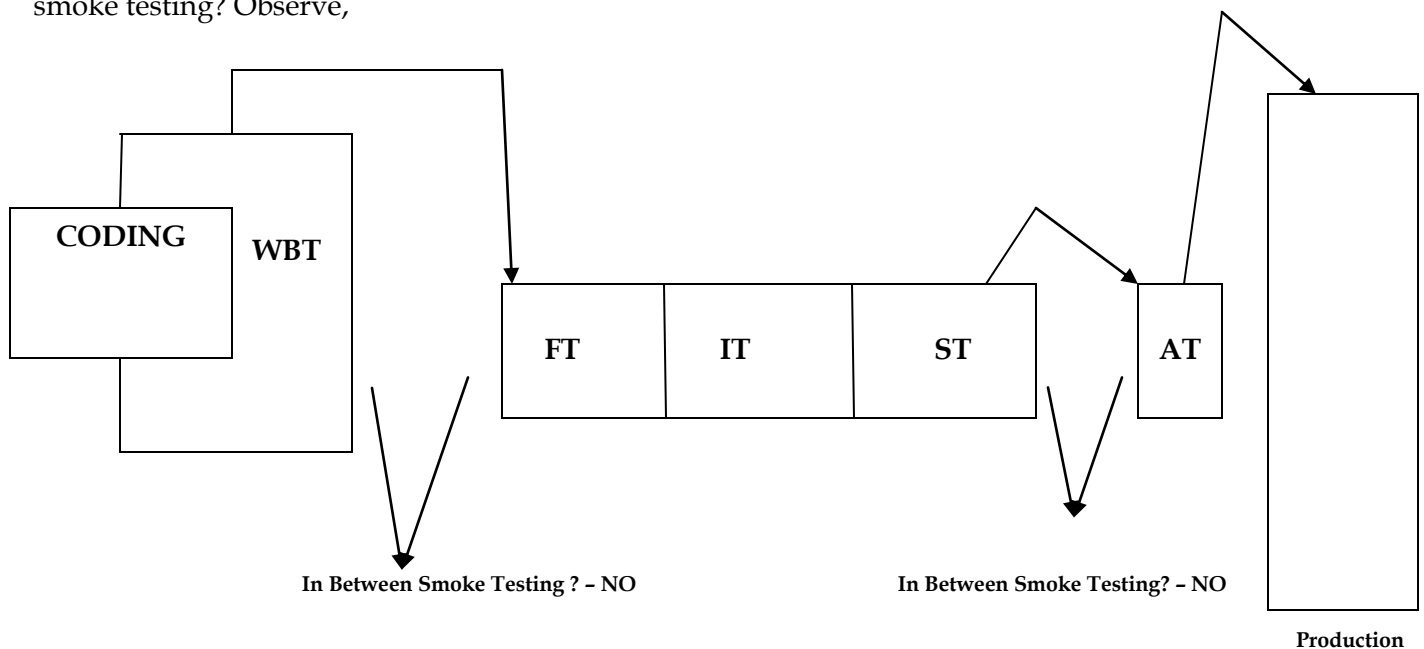 smoke testing? Observe,
CODING
WBT
FT
IT
ST
AT
In Between Smoke Testing ? – NO
In Between Smoke Testing? – NO
Production